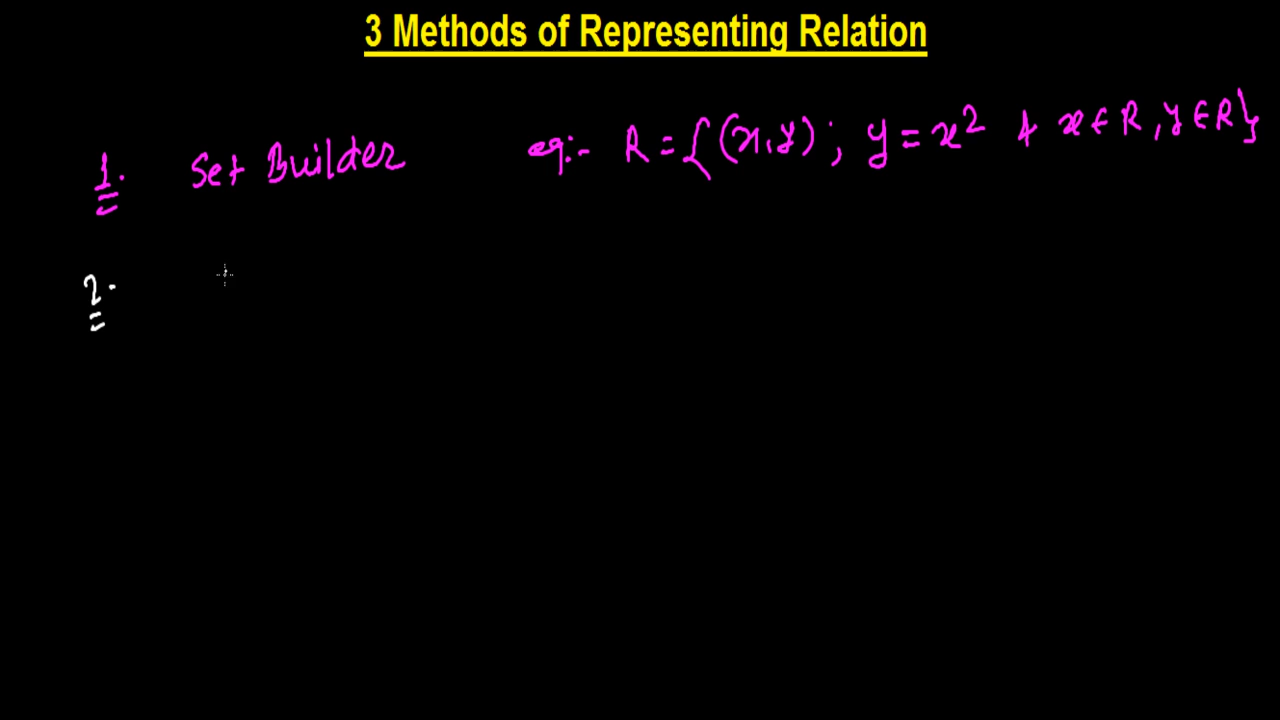 3 Methods of Representing Relation
1. Set Builder eg:- R = {(x,y) ; y = x² & x ∈ R, y ∈ R}
2.